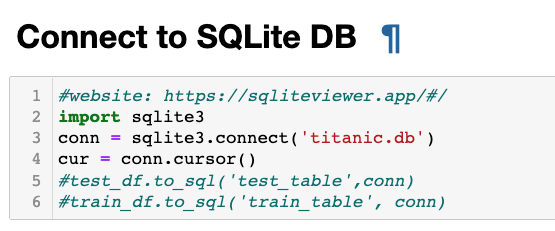 Connect to SQLite DB ¶
1 #website: https://sqliteviewer.app/#/
2 import sqlite3
3 conn = sqlite3.connect('titanic.db')
4 cur = conn.cursor()
5 #test_df.to_sql('test_table',conn)
6 #train_df.to_sql('train_table', conn)